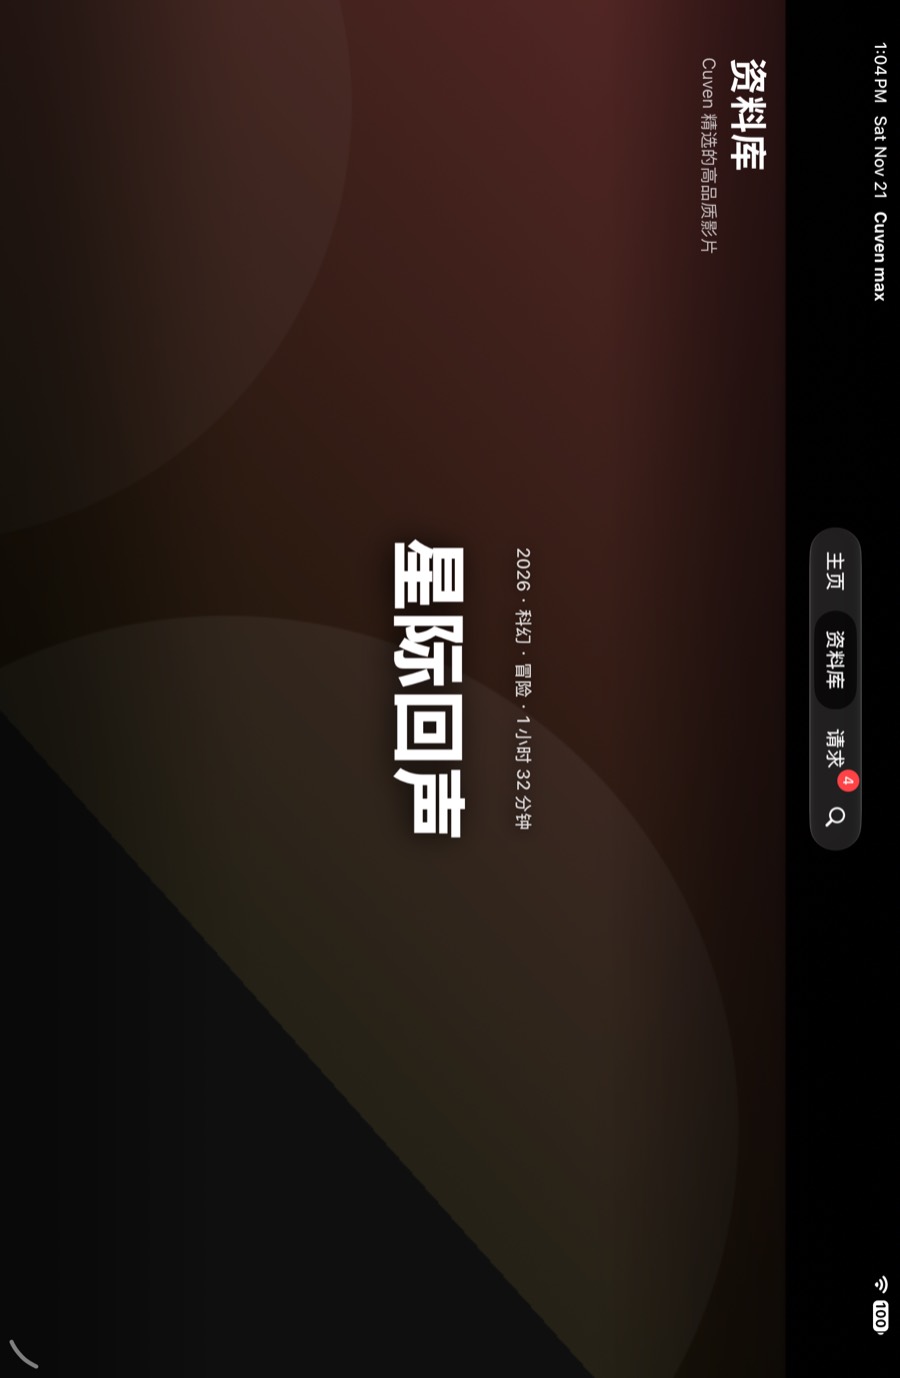 1:04 PM Sat Nov 21 Cuven max
100
主页 资料库 请求 4
资料库
Cuven 精选的高品质影片
2026 · 科幻 · 冒险 · 1 小时 32 分钟
星际回声